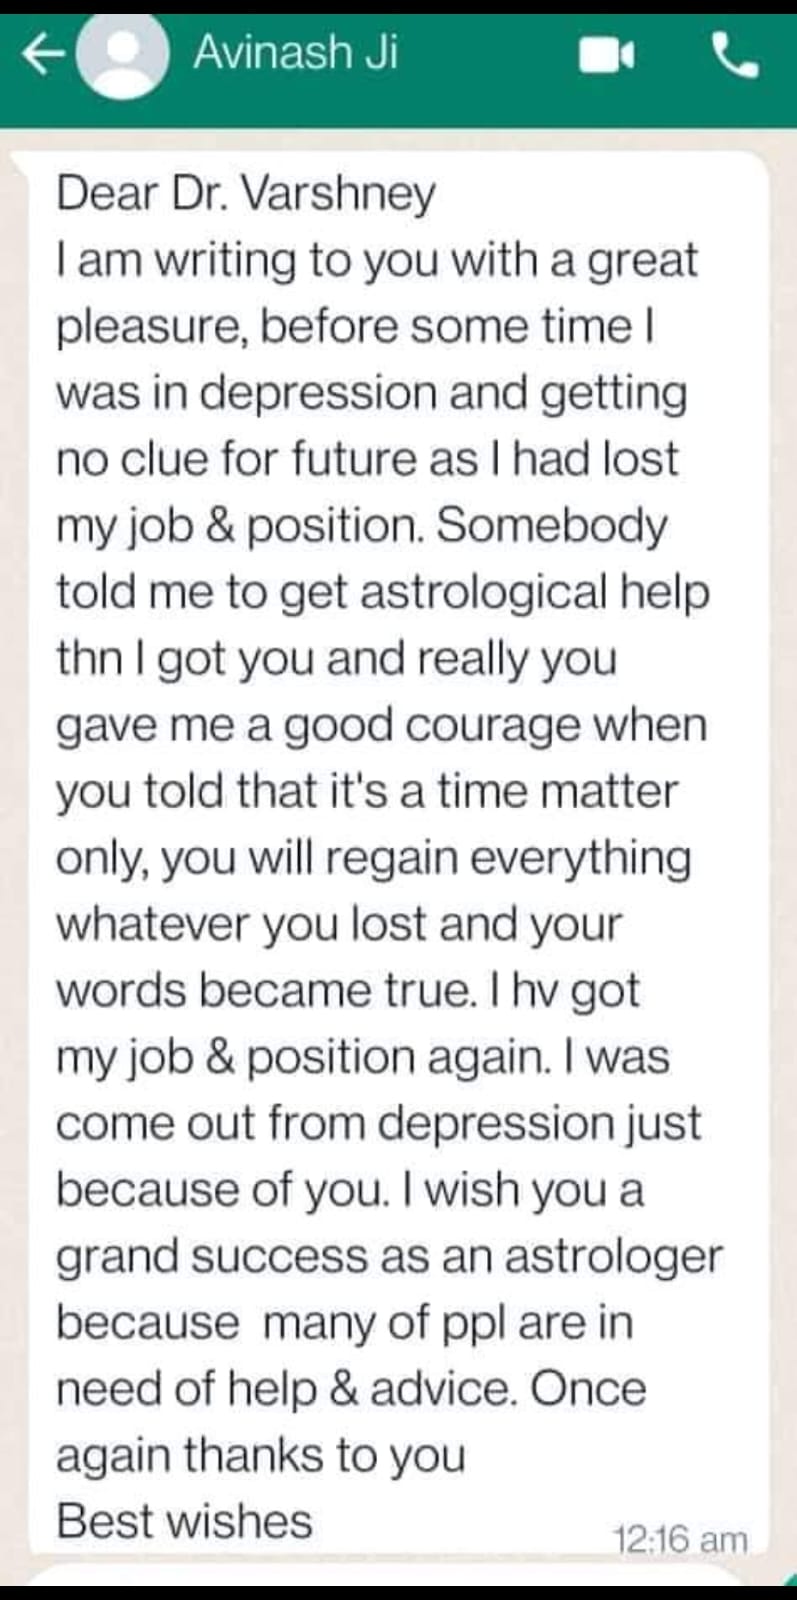 Avinash Ji
Dear Dr. Varshney
I am writing to you with a great
pleasure, before some time I
was in depression and getting
no clue for future as I had lost
my job & position. Somebody
told me to get astrological help
thn I got you and really you
gave me a good courage when
you told that it's a time matter
only, you will regain everything
whatever you lost and your
words became true. I hv got
my job & position again. I was
come out from depression just
because of you. I wish you a
grand success as an astrologer
because  many of ppl are in
need of help & advice. Once
again thanks to you
Best wishes
12:16 am